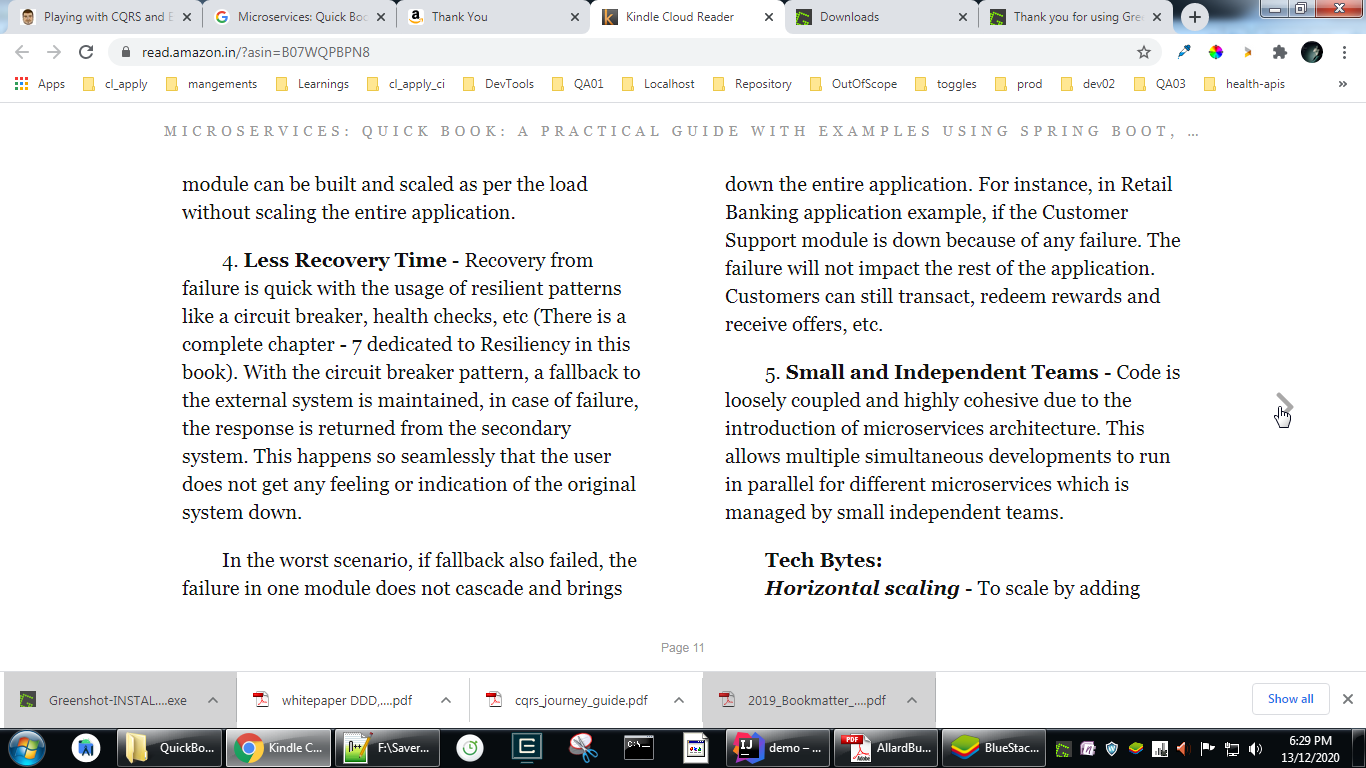 Playing with CQRS and E
Microservices: Quick Boo
Thank You
Kindle Cloud Reader
Downloads
Thank you for using Gre
read.amazon.in/?asin=B07WQPBPN8
Apps
cl_apply
mangements
Learnings
cl_apply_ci
DevTools
QA01
Localhost
Repository
OutOfScope
toggles
prod
dev02
QA03
health-apis
»
MICROSERVICES: QUICK BOOK: A PRACTICAL GUIDE WITH EXAMPLES USING SPRING BOOT, …
module can be built and scaled as per the load
without scaling the entire application.
4. Less Recovery Time - Recovery from
failure is quick with the usage of resilient patterns
like a circuit breaker, health checks, etc (There is a
complete chapter - 7 dedicated to Resiliency in this
book). With the circuit breaker pattern, a fallback to
the external system is maintained, in case of failure,
the response is returned from the secondary
system. This happens so seamlessly that the user
does not get any feeling or indication of the original
system down.
In the worst scenario, if fallback also failed, the
failure in one module does not cascade and brings
down the entire application. For instance, in Retail
Banking application example, if the Customer
Support module is down because of any failure. The
failure will not impact the rest of the application.
Customers can still transact, redeem rewards and
receive offers, etc.
5. Small and Independent Teams - Code is
loosely coupled and highly cohesive due to the
introduction of microservices architecture. This
allows multiple simultaneous developments to run
in parallel for different microservices which is
managed by small independent teams.
Tech Bytes:
Horizontal scaling - To scale by adding
Page 11
Greenshot-INSTAL....exe
whitepaper DDD,....pdf
cqrs_journey_guide.pdf
2019_Bookmatter_....pdf
Show all
QuickBo...
Kindle C...
F:\Saver...
demo – ...
AllardBu...
BlueStac...
6:29 PM
13/12/2020